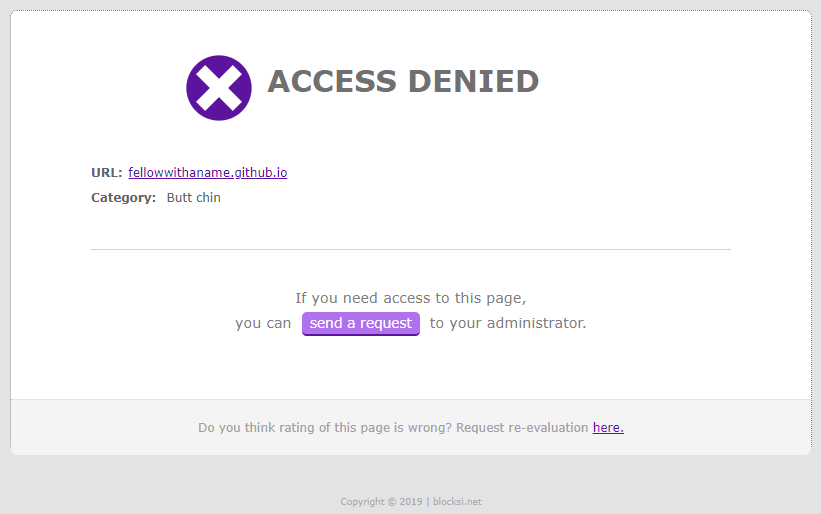 ACCESS DENIED
URL: fellowwithaname.github.io
Category: Butt chin
If you need access to this page,
you can send a request to your administrator.
Do you think rating of this page is wrong? Request re-evaluation here.
Copyright © 2019 | blocksi.net